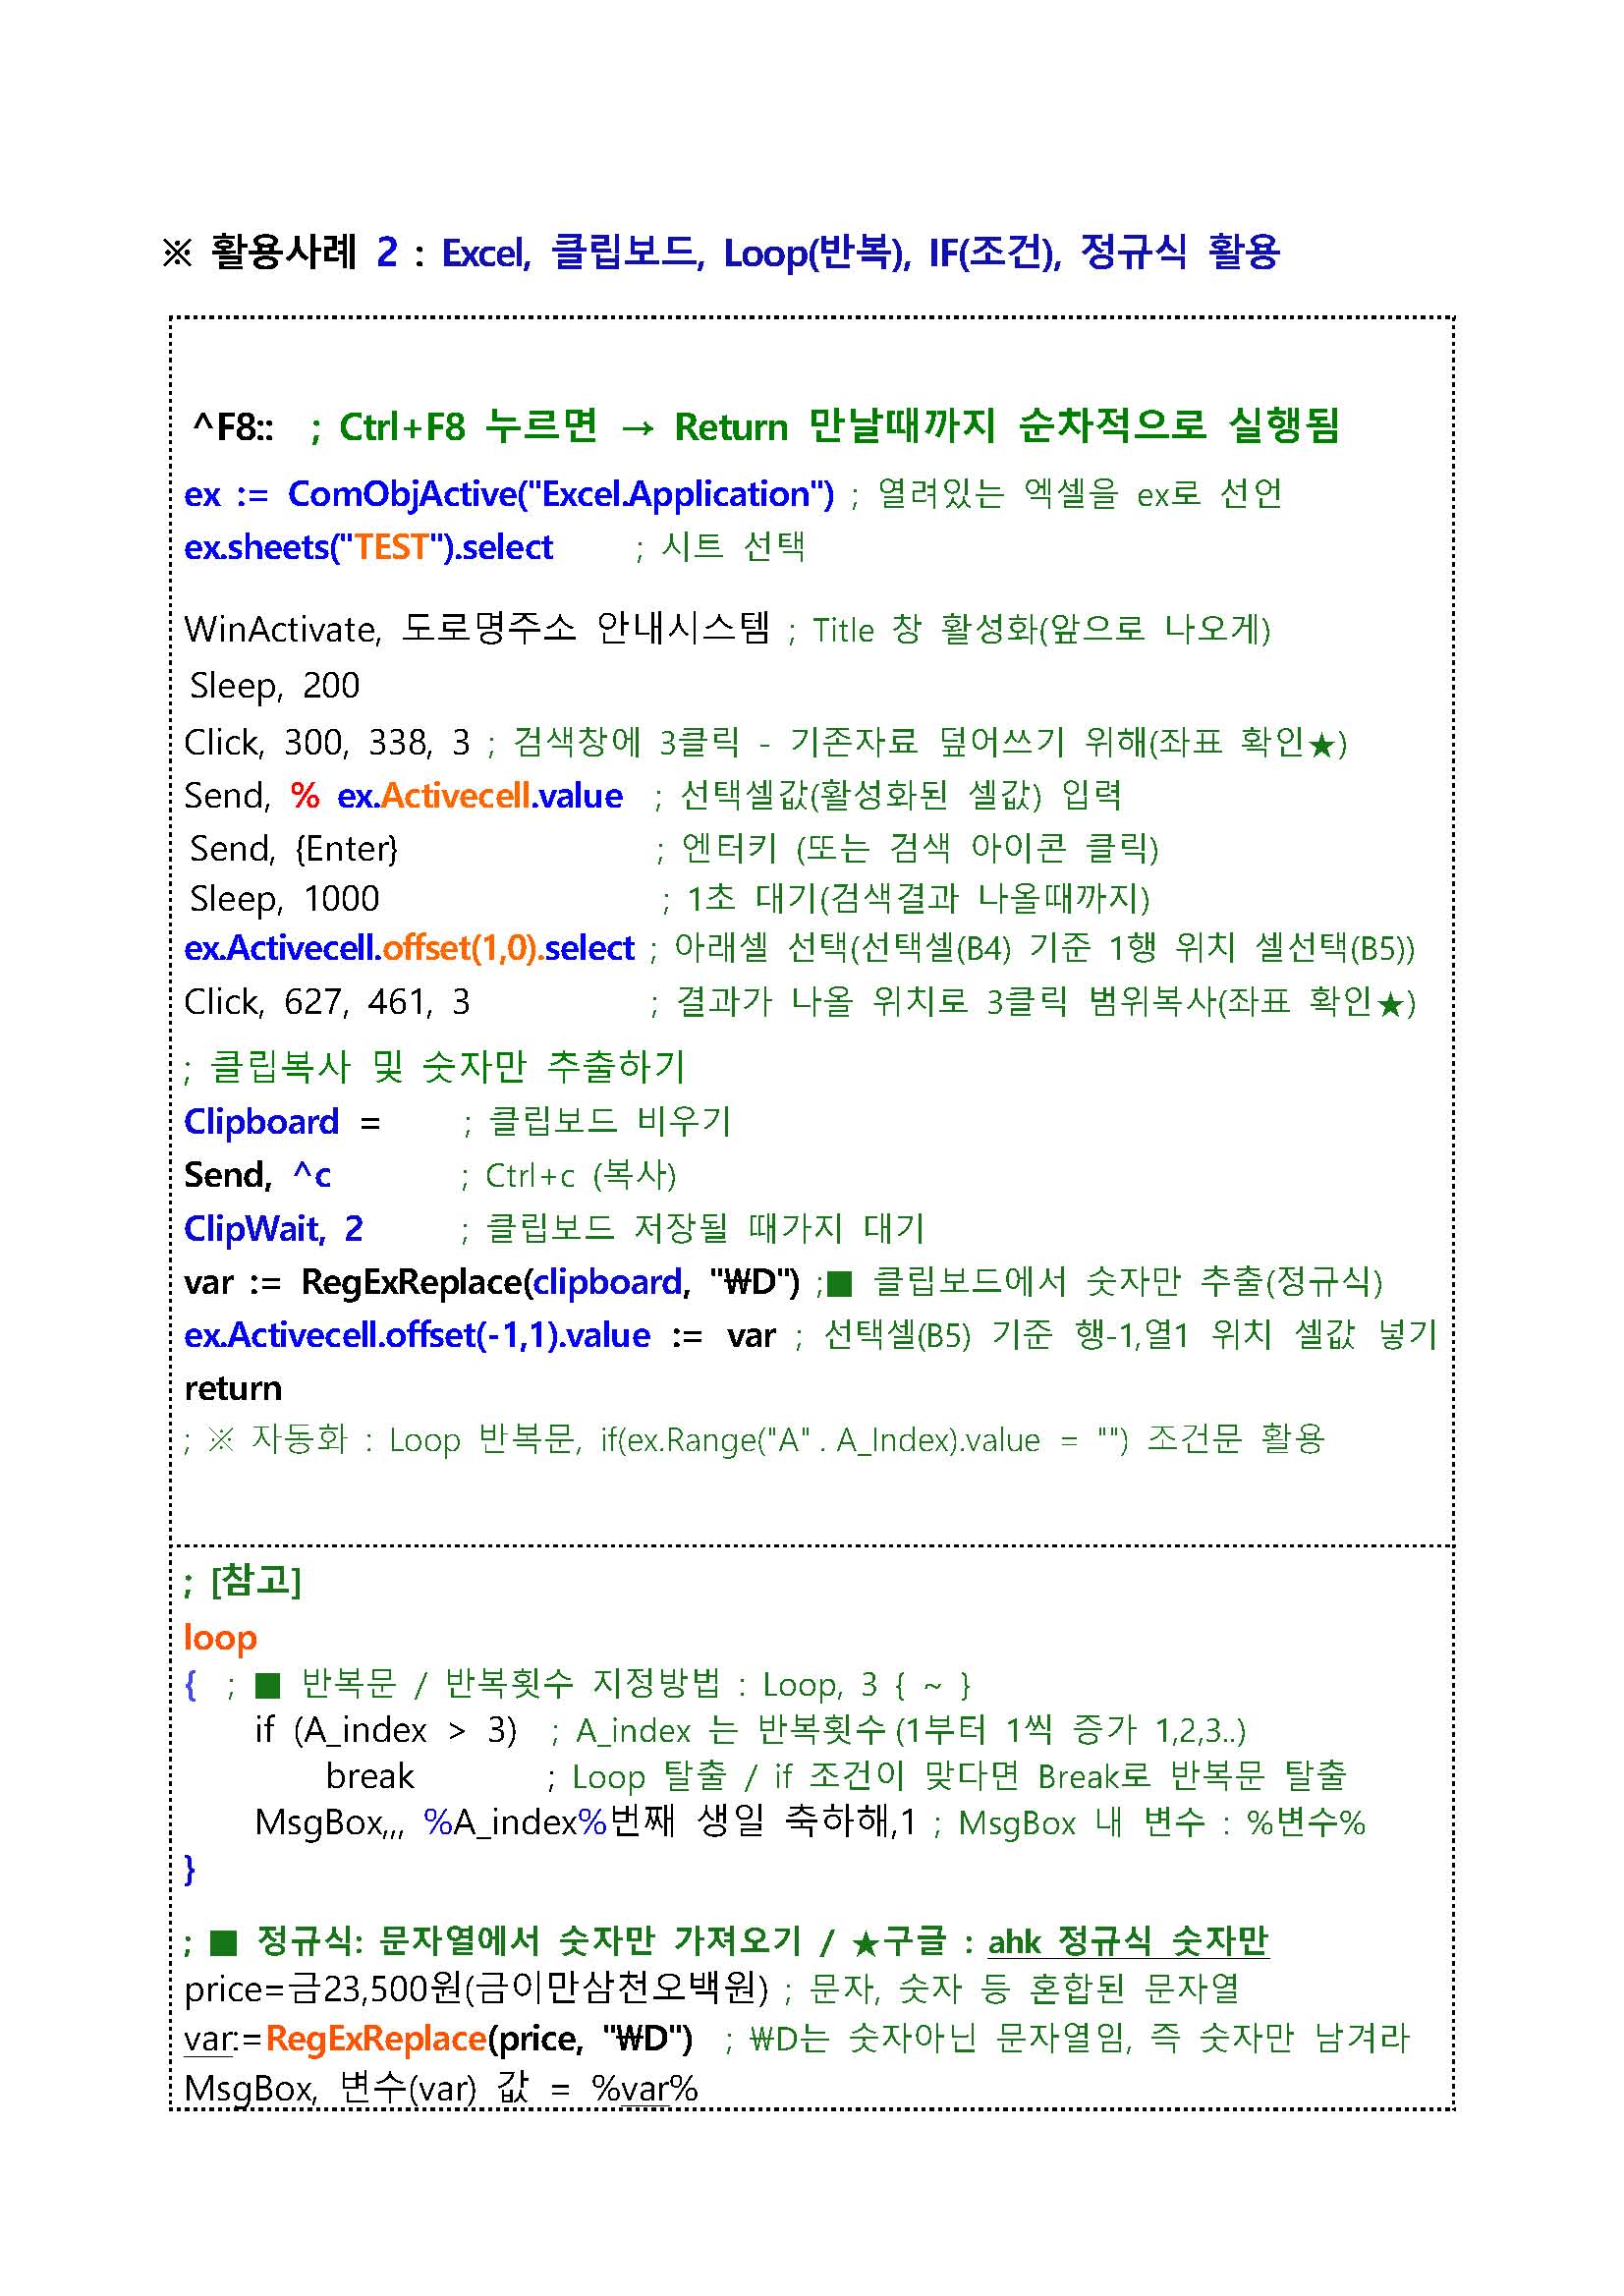 ※ 활용사례 2 : Excel, 클립보드, Loop(반복), IF(조건), 정규식 활용
^F8:: ; Ctrl+F8 누르면 → Return 만날때까지 순차적으로 실행됨
ex := ComObjActive("Excel.Application") ; 열려있는 엑셀을 ex로 선언
ex.sheets("TEST").select ; 시트 선택
WinActivate, 도로명주소 안내시스템 ; Title 창 활성화(앞으로 나오게)
Sleep, 200
Click, 300, 338, 3 ; 검색창에 3클릭 - 기존자료 덮어쓰기 위해(좌표 확인★)
Send, % ex.Activecell.value ; 선택셀값(활성화된 셀값) 입력
Send, {Enter} ; 엔터키 (또는 검색 아이콘 클릭)
Sleep, 1000 ; 1초 대기(검색결과 나올때까지)
ex.Activecell.offset(1,0).select ; 아래셀 선택(선택셀(B4) 기준 1행 위치 셀선택(B5))
Click, 627, 461, 3 ; 결과가 나올 위치로 3클릭 범위복사(좌표 확인★)
; 클립복사 및 숫자만 추출하기
Clipboard = ; 클립보드 비우기
Send, ^c ; Ctrl+c (복사)
ClipWait, 2 ; 클립보드 저장될 때가지 대기
var := RegExReplace(clipboard, "₩D") ;■ 클립보드에서 숫자만 추출(정규식)
ex.Activecell.offset(-1,1).value := var ; 선택셀(B5) 기준 행-1,열1 위치 셀값 넣기
return
; ※ 자동화 : Loop 반복문, if(ex.Range("A" . A_Index).value = "") 조건문 활용
; [참고]
loop
{ ; ■ 반복문 / 반복횟수 지정방법 : Loop, 3 { ~ }
if (A_index > 3) ; A_index 는 반복횟수(1부터 1씩 증가 1,2,3..)
break ; Loop 탈출 / if 조건이 맞다면 Break로 반복문 탈출
MsgBox,,, %A_index%번째 생일 축하해,1 ; MsgBox 내 변수 : %변수%
}
; ■ 정규식: 문자열에서 숫자만 가져오기 / ★구글 : ahk 정규식 숫자만
price=금23,500원(금이만삼천오백원) ; 문자, 숫자 등 혼합된 문자열
var:=RegExReplace(price, "₩D") ; ₩D는 숫자아닌 문자열임, 즉 숫자만 남겨라
MsgBox, 변수(var) 값 = %var%